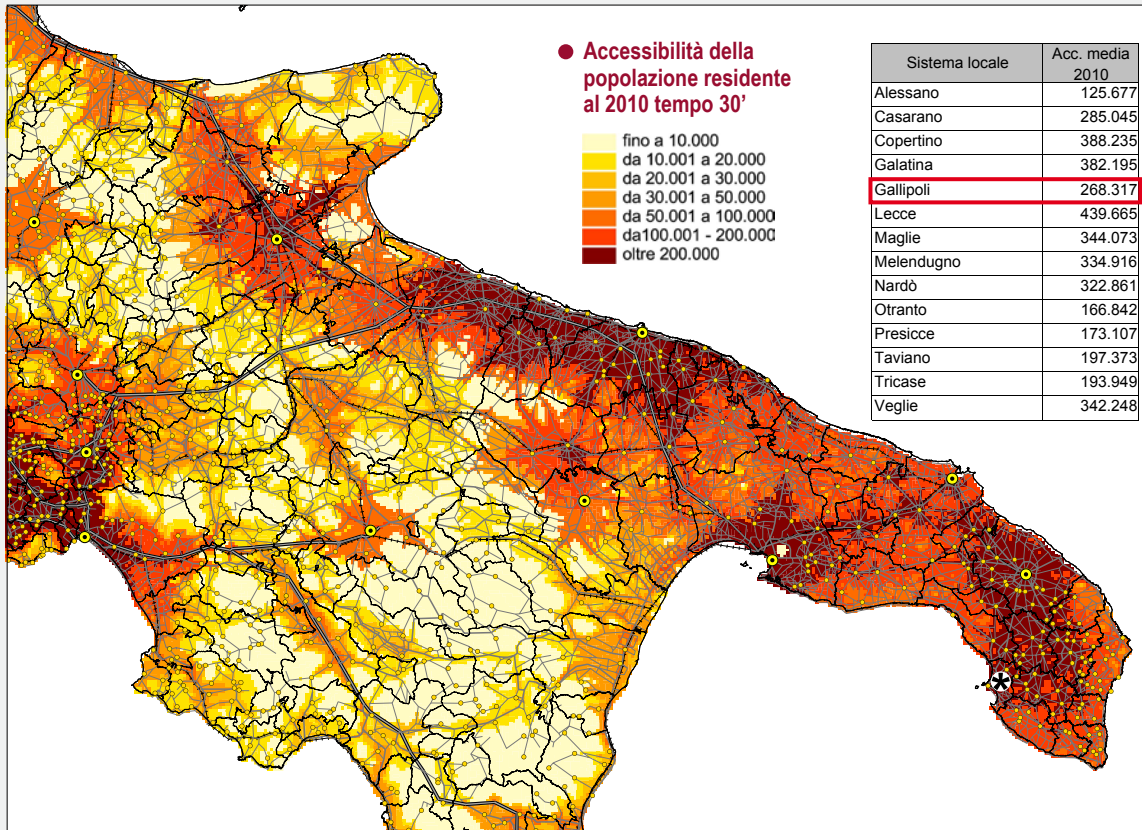 ● Accessibilità della
popolazione residente
al 2010 tempo 30’
fino a 10.000
da 10.001 a 20.000
da 20.001 a 30.000
da 30.001 a 50.000
da 50.001 a 100.000
da100.001 - 200.000
oltre 200.000
Sistema locale Acc. media 2010
Alessano 125.677
Casarano 285.045
Copertino 388.235
Galatina 382.195
Gallipoli 268.317
Lecce 439.665
Maglie 344.073
Melendugno 334.916
Nardò 322.861
Otranto 166.842
Presicce 173.107
Taviano 197.373
Tricase 193.949
Veglie 342.248
*